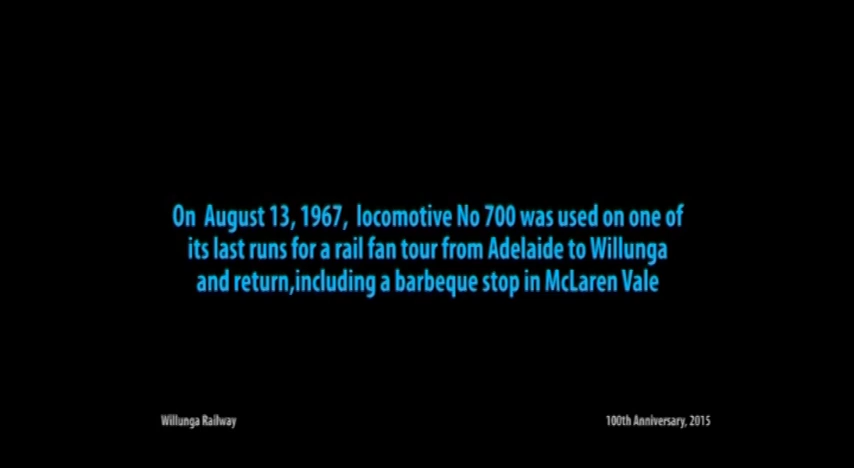 On August 13, 1967, locomotive No 700 was used on one of
its last runs for a rail fan tour from Adelaide to Willunga
and return,including a barbeque stop in McLaren Vale
Willunga Railway
100th Anniversary, 2015